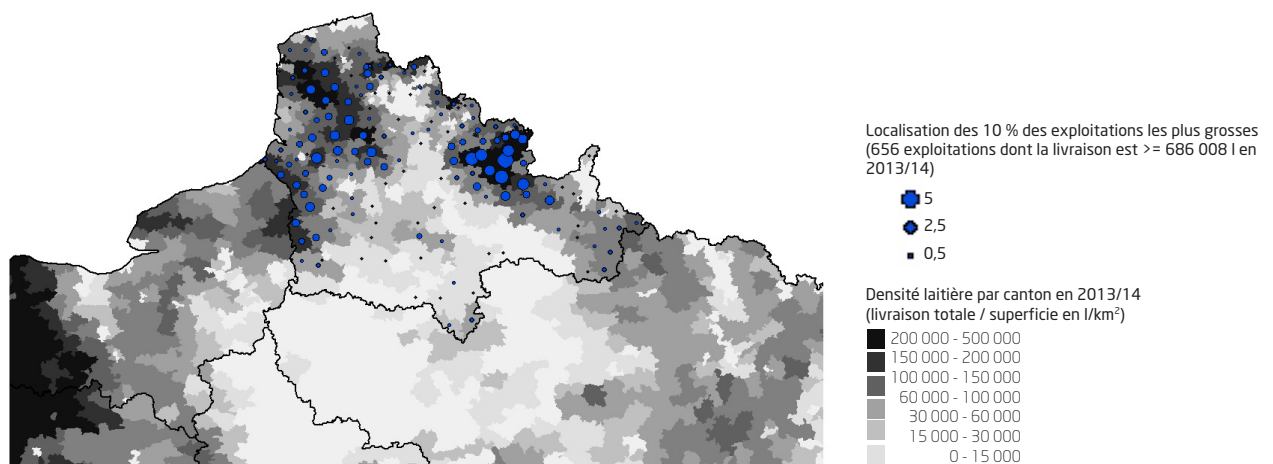 Localisation des 10 % des exploitations les plus grosses
(656 exploitations dont la livraison est >= 686 008 l en
2013/14)
5
2,5
0,5
Densité laitière par canton en 2013/14
(livraison totale / superficie en l/km²)
200 000 - 500 000
150 000 - 200 000
100 000 - 150 000
60 000 - 100 000
30 000 - 60 000
15 000 - 30 000
0 - 15 000